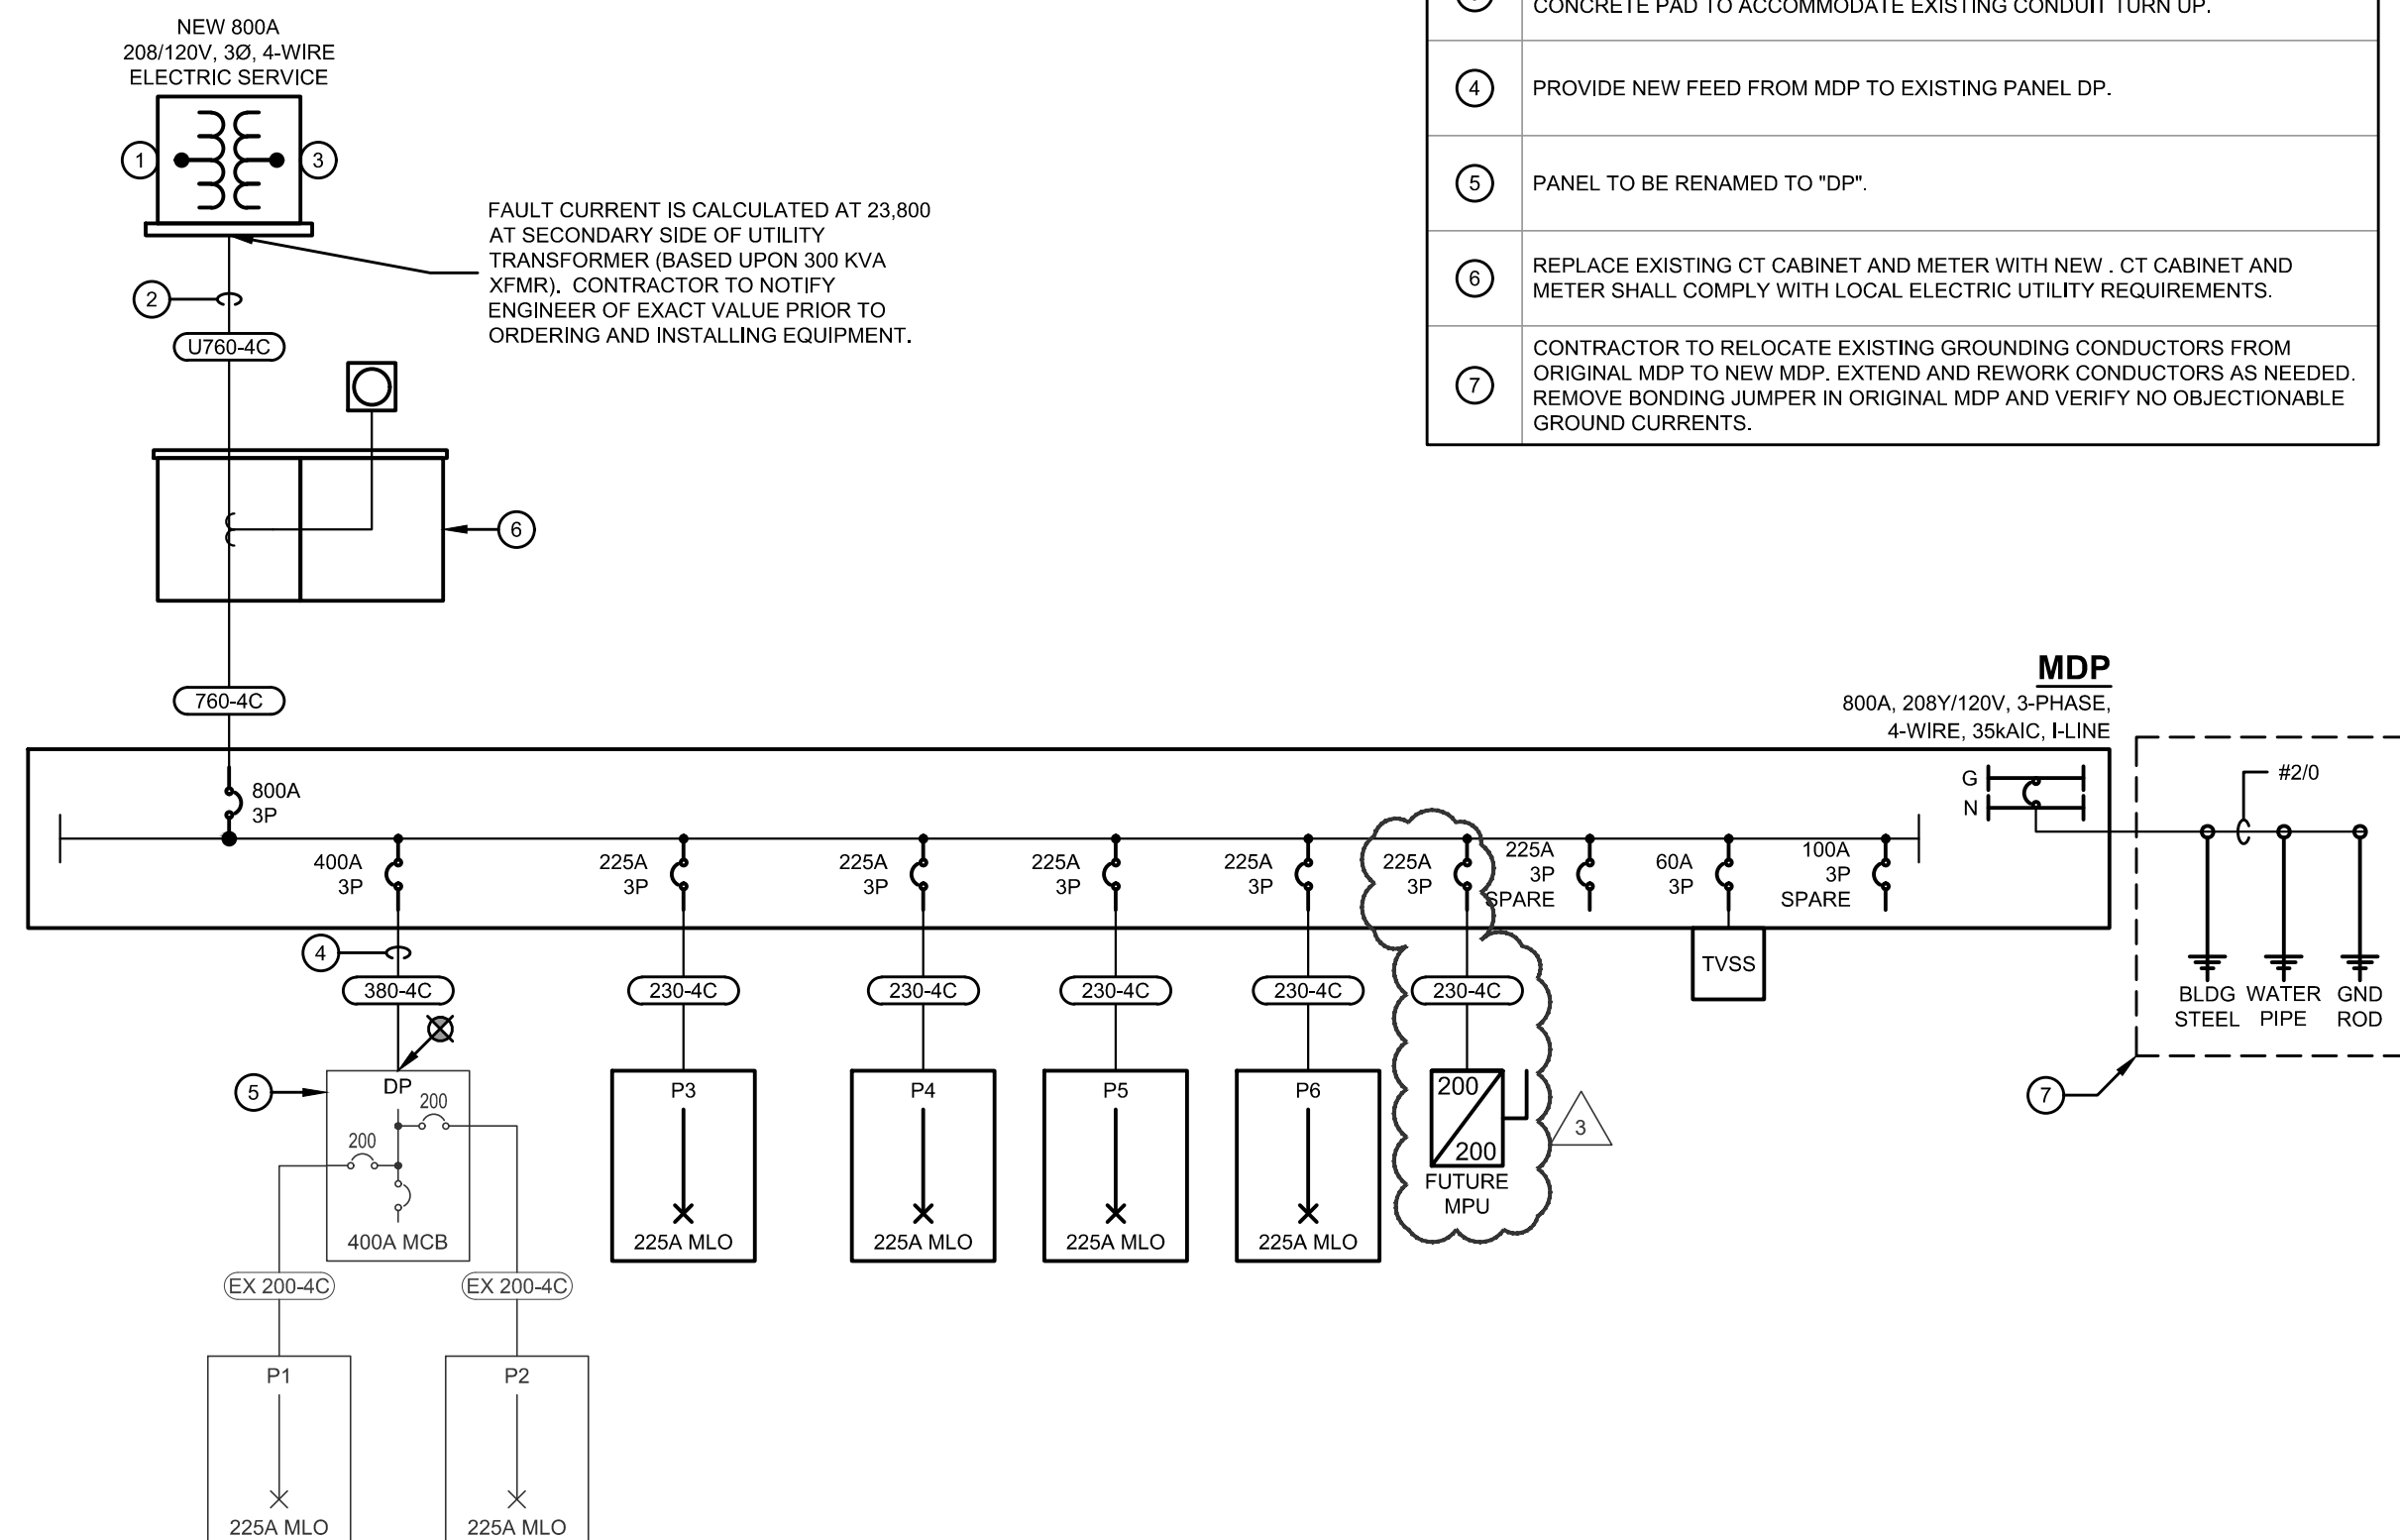 NEW 800A
208/120V, 3Ø, 4-WIRE
ELECTRIC SERVICE
1
3
FAULT CURRENT IS CALCULATED AT 23,800
AT SECONDARY SIDE OF UTILITY
TRANSFORMER (BASED UPON 300 KVA
XFMR). CONTRACTOR TO NOTIFY
ENGINEER OF EXACT VALUE PRIOR TO
ORDERING AND INSTALLING EQUIPMENT.
2
U760-4C
6
760-4C
CONCRETE PAD TO ACCOMMODATE EXISTING CONDUIT TURN UP.
4
PROVIDE NEW FEED FROM MDP TO EXISTING PANEL DP.
5
PANEL TO BE RENAMED TO "DP".
6
REPLACE EXISTING CT CABINET AND METER WITH NEW . CT CABINET AND
METER SHALL COMPLY WITH LOCAL ELECTRIC UTILITY REQUIREMENTS.
7
CONTRACTOR TO RELOCATE EXISTING GROUNDING CONDUCTORS FROM
ORIGINAL MDP TO NEW MDP. EXTEND AND REWORK CONDUCTORS AS NEEDED.
REMOVE BONDING JUMPER IN ORIGINAL MDP AND VERIFY NO OBJECTIONABLE
GROUND CURRENTS.
MDP
800A, 208Y/120V, 3-PHASE,
4-WIRE, 35kAIC, I-LINE
800A
3P
400A
3P
225A
3P
225A
3P
225A
3P
225A
3P
225A
3P
225A
3P
SPARE
60A
3P
100A
3P
SPARE
G
N
#2/0
BLDG
STEEL
WATER
PIPE
GND
ROD
7
4
380-4C
230-4C
230-4C
230-4C
230-4C
230-4C
TVSS
5
DP
200
200
400A MCB
P3
225A MLO
P4
225A MLO
P5
225A MLO
P6
225A MLO
200
200
FUTURE
MPU
3
EX 200-4C
EX 200-4C
P1
225A MLO
P2
225A MLO